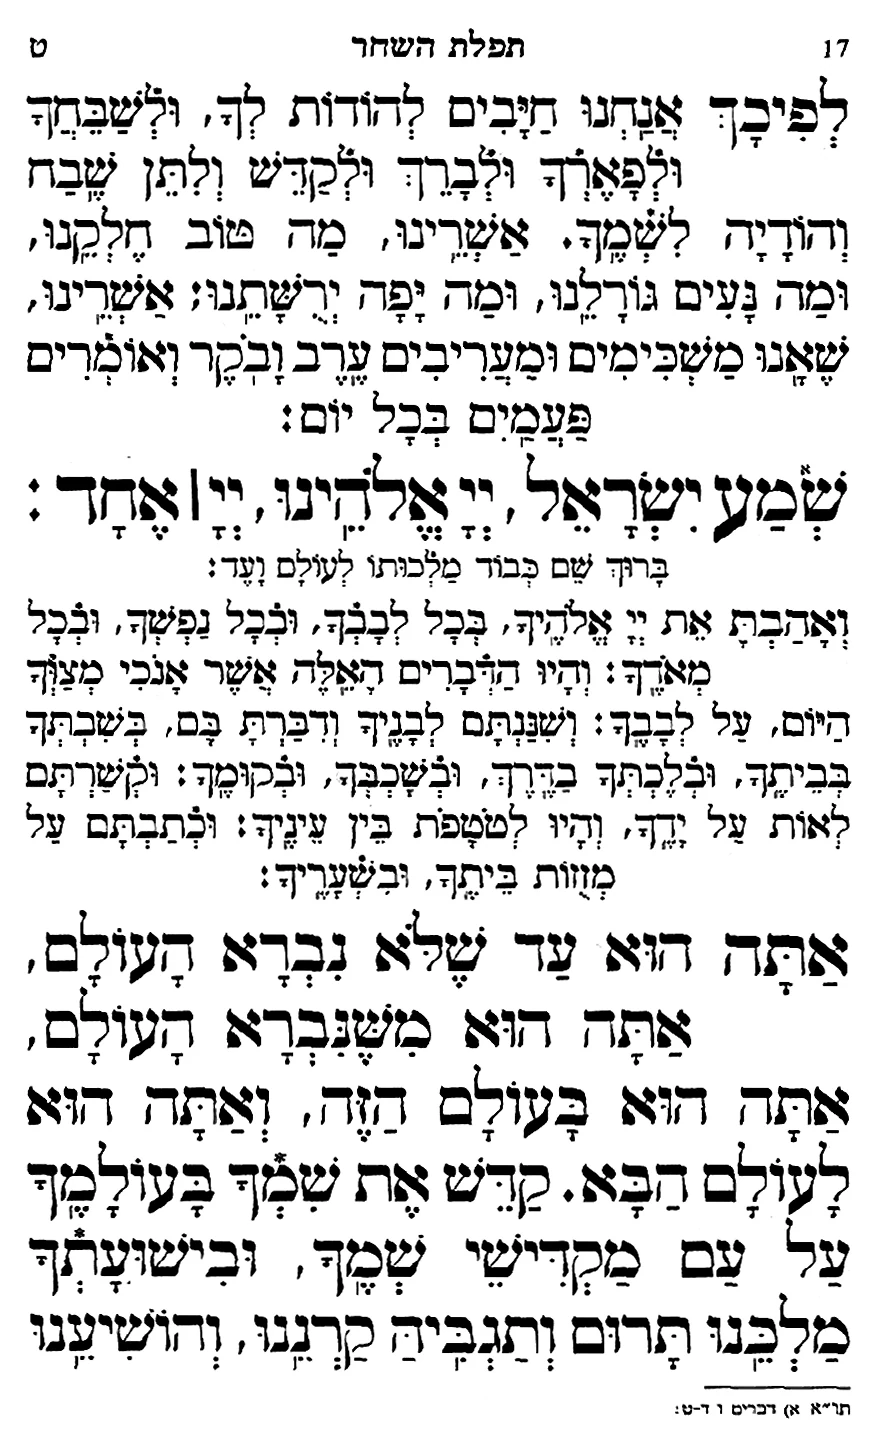 17 תפלת השחר ט
לְפִיכָךְ אֲנַֽחְנוּ חַיָּבִים לְהוֹדוֹת לְךָ, וּלְשַׁבֵּחֲךָ
וּלְפָאֶרְךָ וּלְבָרֵךְ וּלְקַדֵּשׁ וְלִתֵּן שֶֽׁבַח
וְהוֹדָיָה לִשְׁמֶֽךָ. אַשְׁרֵֽינוּ, מַה טּוֹב חֶלְקֵֽנוּ,
וּמַה נָּעִים גּוֹרָלֵֽנוּ, וּמַה יָּפָה יְרֻשָּׁתֵֽנוּ: אַשְׁרֵֽינוּ,
שֶׁאָֽנוּ מַשְׁכִּימִים וּמַעֲרִיבִים עֶֽרֶב וָבֹֽקֶר וְאוֹמְרִים
פַּעֲמַֽיִם בְּכָל יוֹם:
שְׁמַ֯ע יִשְׂרָאֵל, יְיָ אֱלֹהֵֽינוּ, יְיָ | אֶחָד:
בָּרוּךְ שֵׁם כְּבוֹד מַלְכוּתוֹ לְעוֹלָם וָעֶד:
וְאָהַבְתָּ אֵת יְיָ אֱלֹהֶֽיךָ, בְּכָל לְבָבְךָ, וּבְכָל נַפְשְׁךָ, וּבְכָל
מְאֹדֶֽךָ: וְהָיוּ הַדְּבָרִים הָאֵֽלֶּה אֲשֶׁר אָנֹכִי מְצַוְּךָ
הַיּוֹם, עַל לְבָבֶֽךָ: וְשִׁנַּנְתָּם לְבָנֶֽיךָ וְדִבַּרְתָּ בָּם, בְּשִׁבְתְּךָ
בְּבֵיתֶֽךָ, וּבְלֶכְתְּךָ בַדֶּֽרֶךְ, וּבְשָׁכְבְּךָ, וּבְקוּמֶֽךָ: וּקְשַׁרְתָּם
לְאוֹת עַל יָדֶֽךָ, וְהָיוּ לְטֹטָפֹת בֵּין עֵינֶֽיךָ: וּכְתַבְתָּם עַל
מְזֻזוֹת בֵּיתֶֽךָ, וּבִשְׁעָרֶֽיךָ:
אַתָּה הוּא עַד שֶׁלֹּא נִבְרָא הָעוֹלָם,
אַתָּה הוּא מִשֶּׁנִּבְרָא הָעוֹלָם,
אַתָּה הוּא בָּעוֹלָם הַזֶּה, וְאַתָּה הוּא
לָעוֹלָם הַבָּא. קַדֵּשׁ אֶת שִׁמְךָ* בָּעוֹלָמֶֽךָ
עַל עַם מַקְדִּישֵׁי שְׁמֶֽךָ, וּבִישׁוּעָתְךָ*
מַלְכֵּֽנוּ תָּרוּם וְתַגְבִּֽיהַּ קַרְנֵֽנוּ, וְהוֹשִׁיעֵֽנוּ
תו״א א) דברים ו ד-ט: